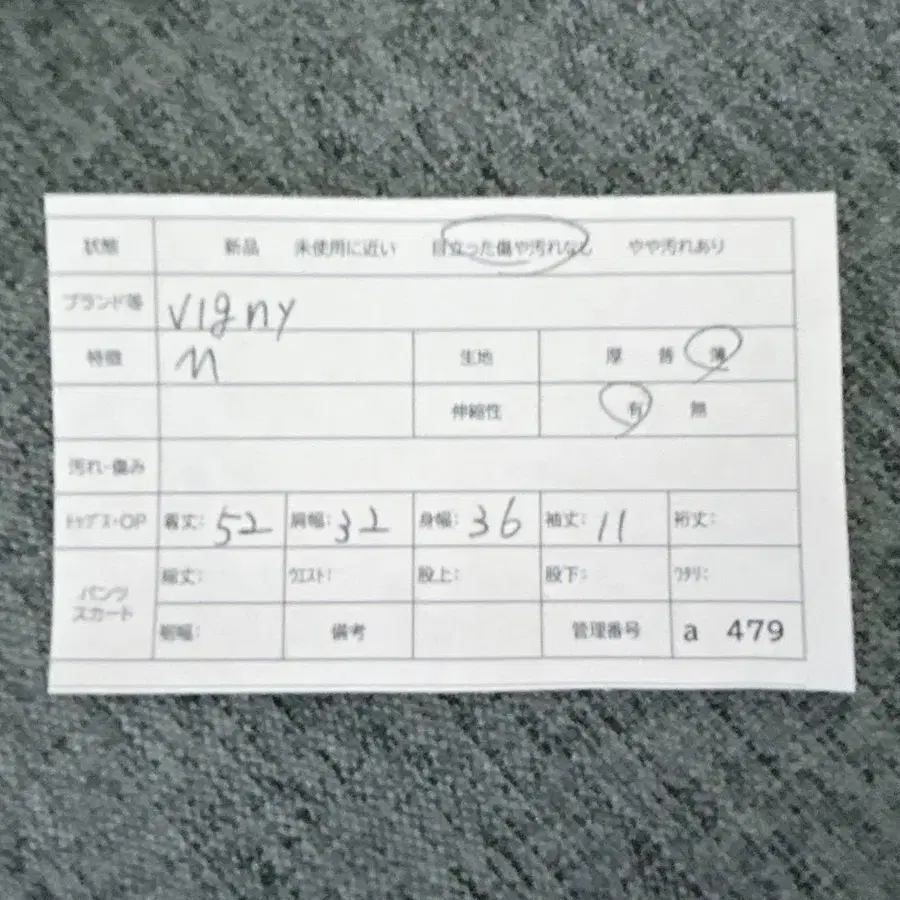 状態 新品 未使用に近い 目立った傷や汚れなし やや汚れあり
ブランド等 vigny
特徴 M 生地 厚 普 薄
伸縮性 有 無
汚れ・傷み
トップス・OP 着丈: 52 肩幅: 32 身幅: 36 袖丈: 11 裄丈:
パンツ スカート 総丈: ウエスト: 股上: 股下: ワタリ:
裾幅: 備考 管理番号 a 479